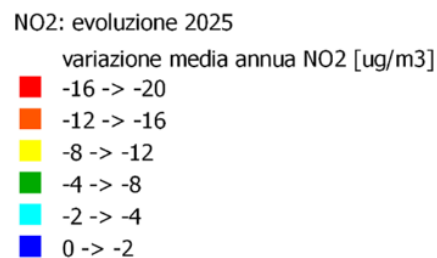 NO2: evoluzione 2025
variazione media annua NO2 [ug/m3]
-16 -> -20
-12 -> -16
-8 -> -12
-4 -> -8
-2 -> -4
0 -> -2